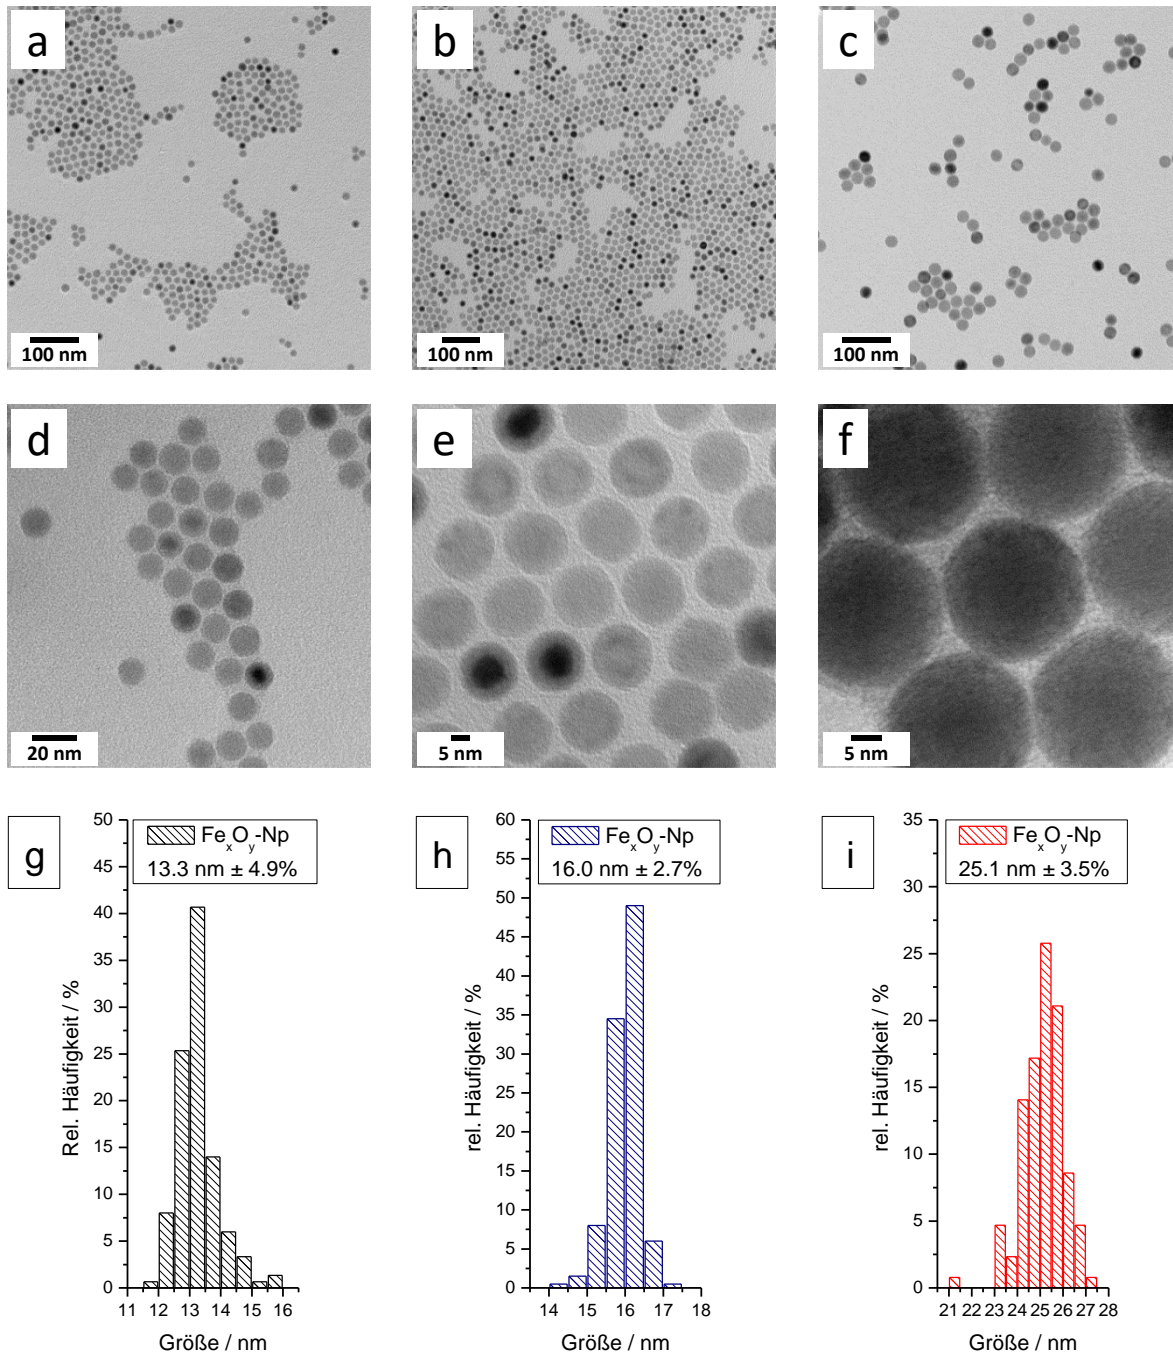 a
b
c
100 nm
100 nm
100 nm
d
e
f
20 nm
5 nm
5 nm
g
h
i
FexOy-Np
13.3 nm ± 4.9%
FexOy-Np
16.0 nm ± 2.7%
FexOy-Np
25.1 nm ± 3.5%
Rel. Häufigkeit / %
50
45
40
35
30
25
20
15
10
5
0
11 12 13 14 15 16
Größe / nm
rel. Häufigkeit / %
60
55
50
45
40
35
30
25
20
15
10
5
0
14 15 16 17 18
Größe / nm
rel. Häufigkeit / %
35
30
25
20
15
10
5
0
21 22 23 24 25 26 27 28
Größe / nm